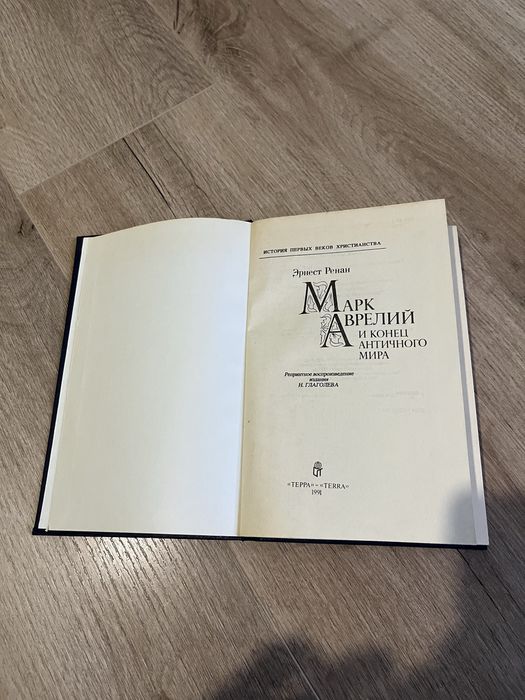 ИСТОРИЯ ПЕРВЫХ ВЕКОВ ХРИСТИАНСТВА
Эрнест Ренан
МАРК
АВРЕЛИЙ
И КОНЕЦ
АНТИЧНОГО
МИРА
Репринтное воспроизведение
издания
Н. ГЛАГОЛЕВА
«ТЕРРА» — «TERRA»
1991